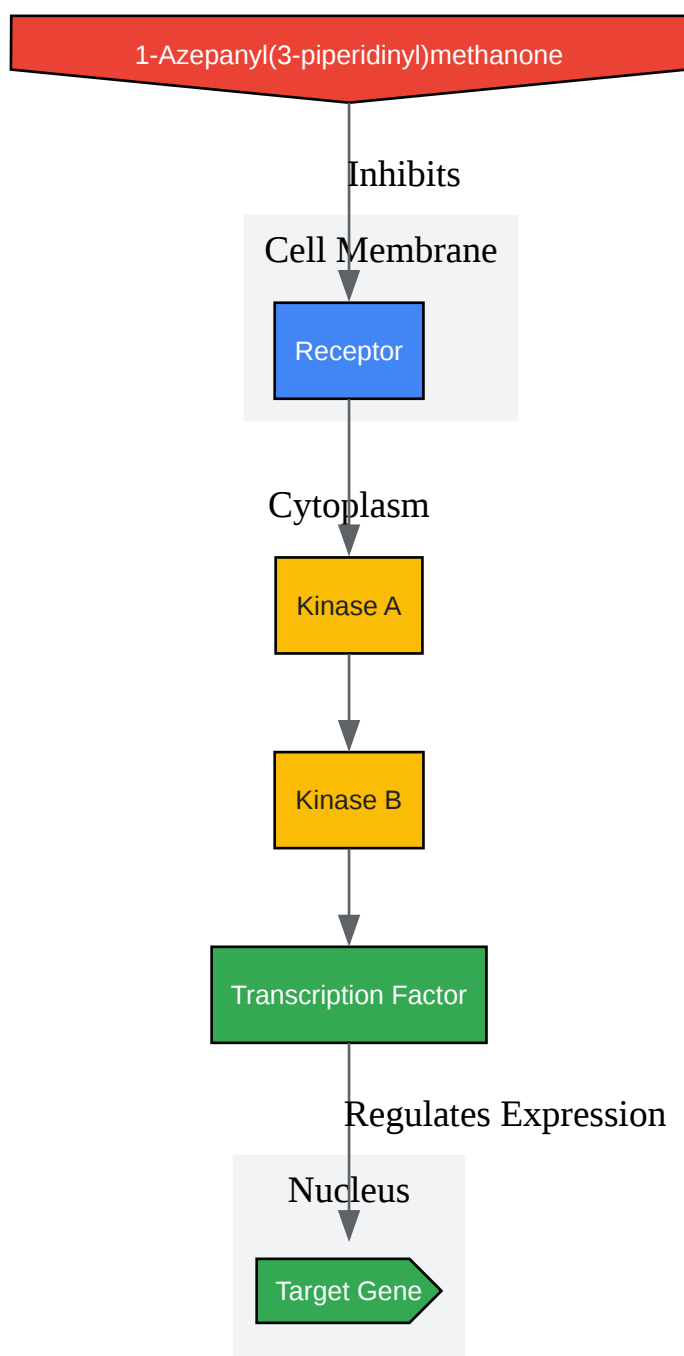 1-Azepanyl(3-piperidinyl)methanone
Inhibits
Cell Membrane
Receptor
Cytoplasm
Kinase A
Kinase B
Transcription Factor
Regulates Expression
Nucleus
Target Gene